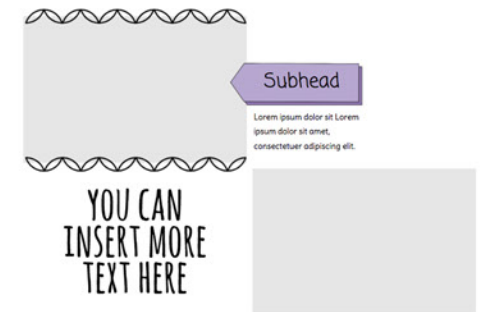 Subhead
Lorem ipsum dolor sit Lorem
ipsum dolor sit amet,
consectetuer adipiscing elit.
YOU CAN
INSERT MORE
TEXT HERE